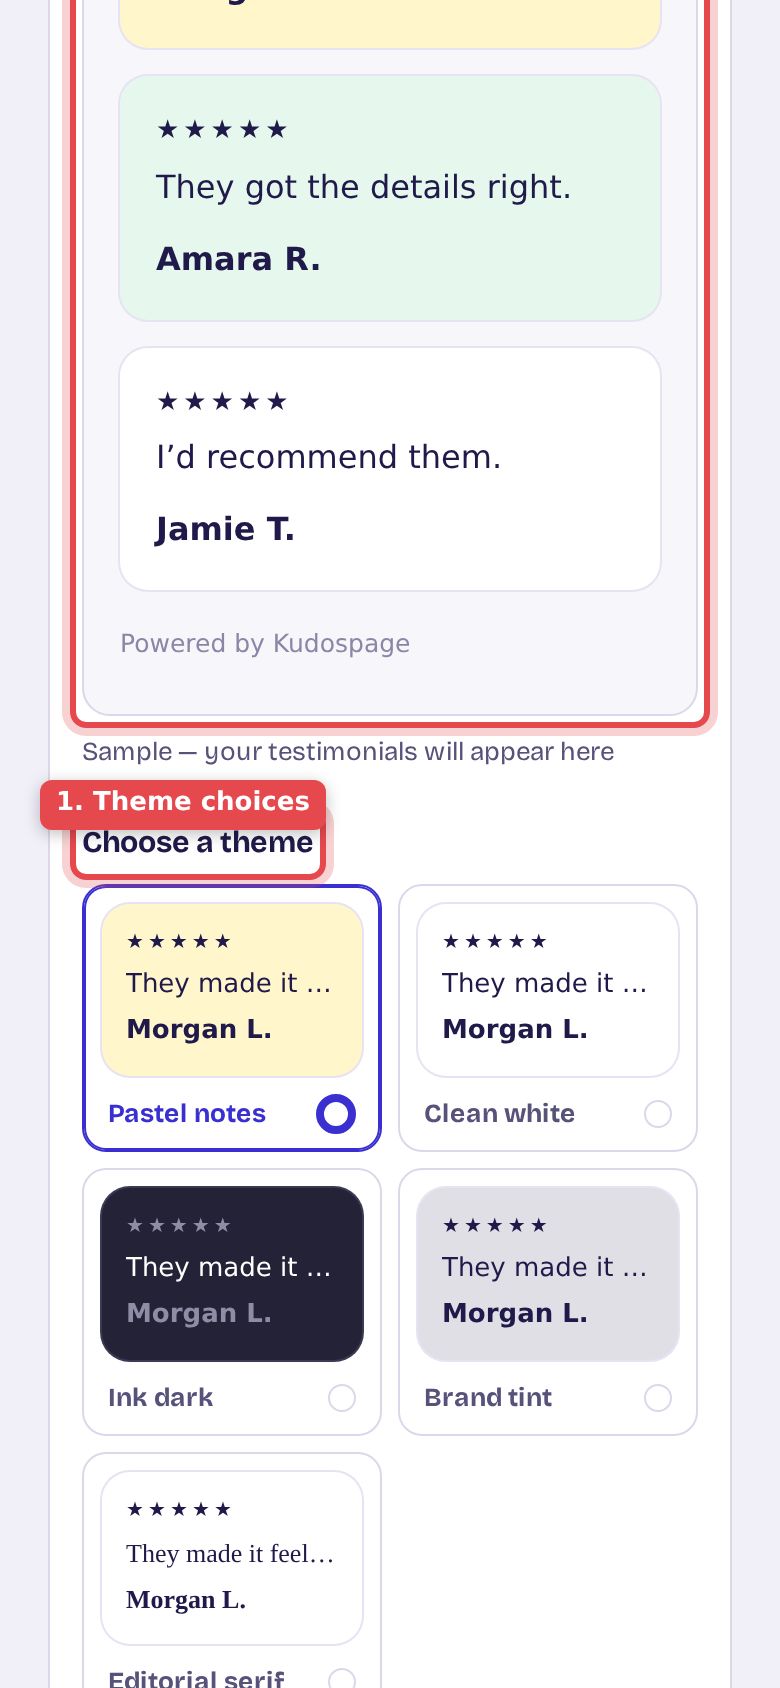 ★★★★★
They got the details right.
Amara R.
★★★★★
I’d recommend them.
Jamie T.
Powered by Kudospage
Sample — your testimonials will appear here
1. Theme choices
Choose a theme
★★★★★
They made it ...
Morgan L.
Pastel notes
★★★★★
They made it ...
Morgan L.
Clean white
★★★★★
They made it ...
Morgan L.
Ink dark
★★★★★
They made it ...
Morgan L.
Brand tint
★★★★★
They made it feel...
Morgan L.
Editorial serif